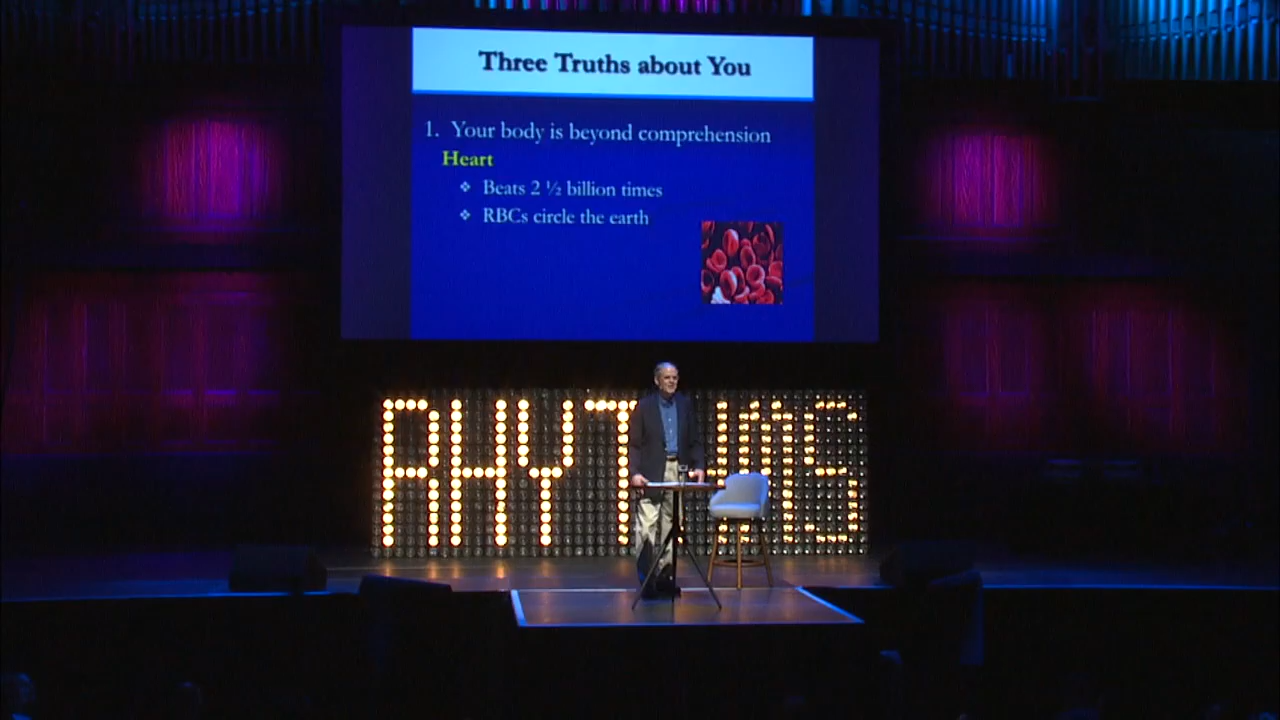 Three Truths about You
1. Your body is beyond comprehension
Heart
❖ Beats 2 ½ billion times
❖ RBCs circle the earth